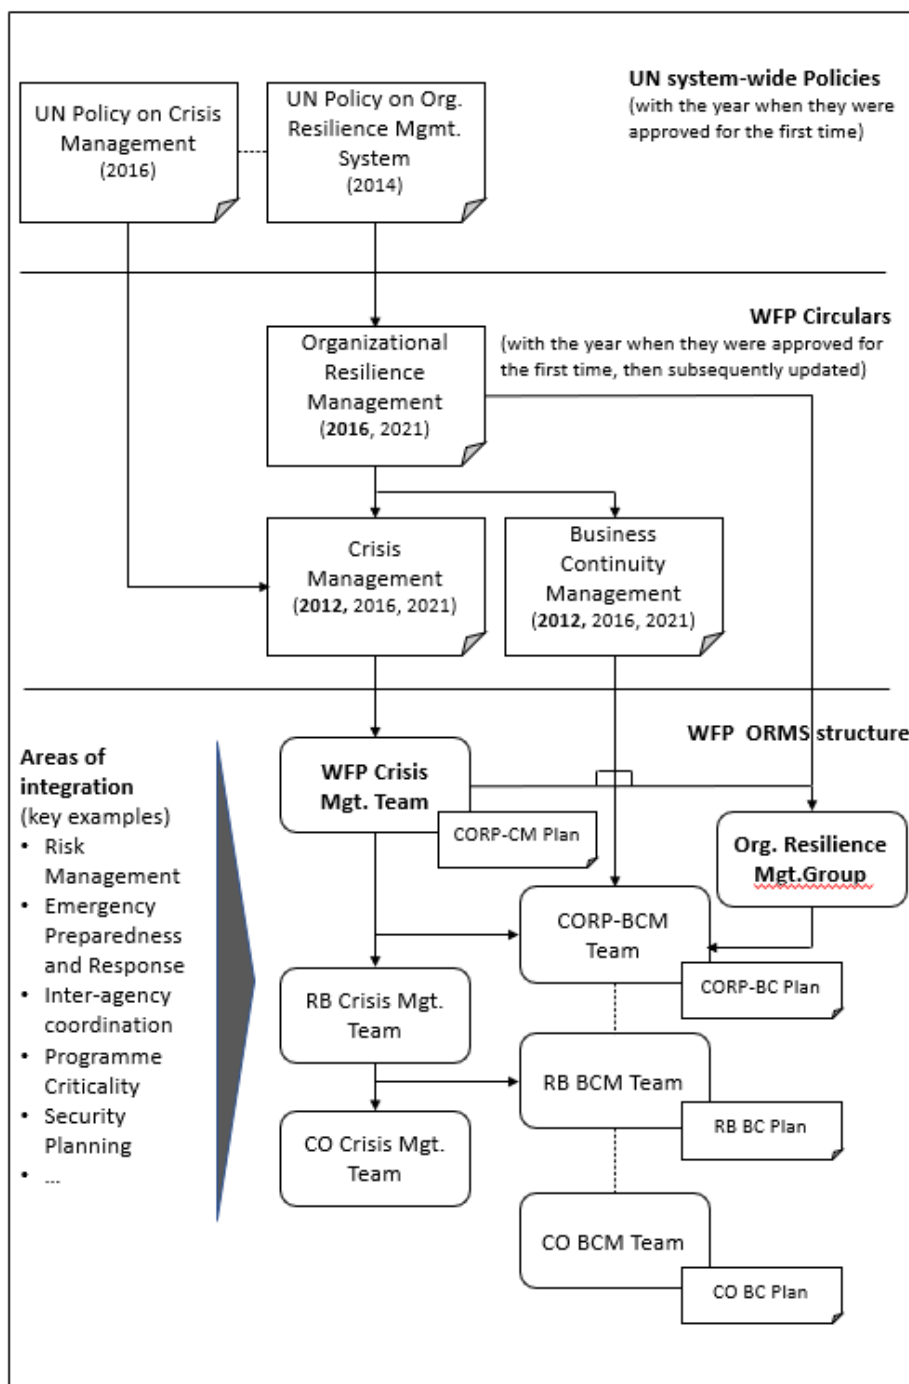 UN Policy on Crisis
Management
(2016)
UN Policy on Org.
Resilience Mgmt.
System
(2014)
UN system-wide Policies
(with the year when they were
approved for the first time)
WFP Circulars
(with the year when they were approved for
the first time, then subsequently updated)
Organizational
Resilience
Management
(2016, 2021)
Crisis
Management
(2012, 2016, 2021)
Business
Continuity
Management
(2012, 2016, 2021)
WFP ORMS structure
Areas of
integration
(key examples)
• Risk
Management
• Emergency
Preparedness
and Response
• Inter-agency
coordination
• Programme
Criticality
• Security
Planning
• ...
WFP Crisis
Mgt. Team
CORP-CM Plan
Org. Resilience
Mgt.Group
CORP-BCM
Team
CORP-BC Plan
RB Crisis Mgt.
Team
RB BCM Team
RB BC Plan
CO Crisis Mgt.
Team
CO BCM Team
CO BC Plan